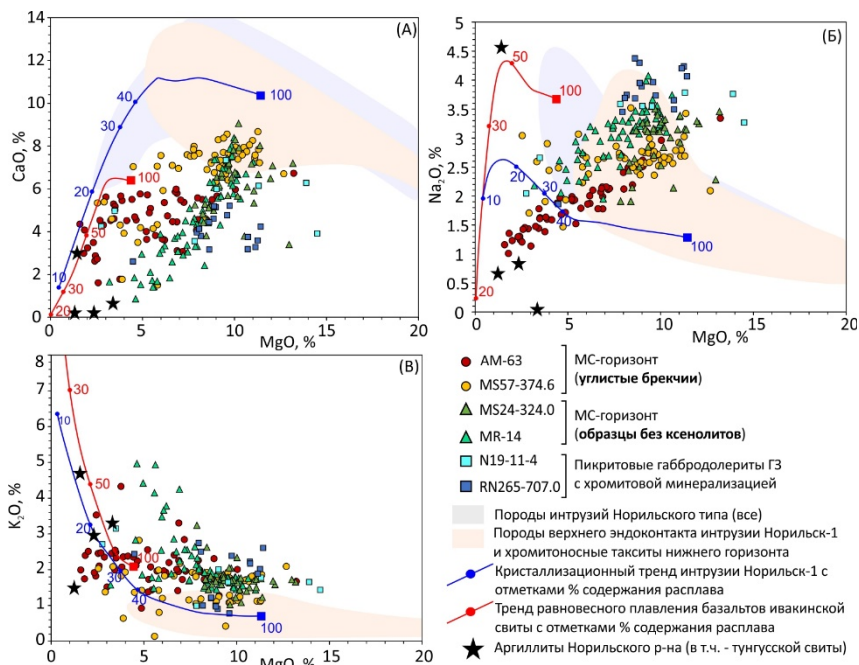 (А)
14
12
10
8
6
4
2
0
CaO, %
0
5
10
15
20
MgO, %
40
30
20
10
100
100
50
30
20
(Б)
5
4.5
4
3.5
3
2.5
2
1.5
1
0.5
0
Na₂O, %
0
5
10
15
20
MgO, %
50
100
30
20
10
20
30
40
100
(В)
8
6
4
2
0
K₂O, %
0
5
10
15
20
MgO, %
30
10
50
20
100
30
40
100
AM-63
MS57-374.6
МС-горизонт
(углистые брекчии)
MS24-324.0
MR-14
МС-горизонт
(образцы без ксенолитов)
N19-11-4
RN265-707.0
Пикритовые габбродолериты ГЗ
с хромитовой минерализацией
Породы интрузий Норильского типа (все)
Породы верхнего эндоконтакта интрузии Норильск-1
и хромитоносные такситы нижнего горизонта
Кристаллизационный тренд интрузии Норильск-1 с
отметками % содержания расплава
Тренд равновесного плавления базальтов ивакинской
свиты с отметками % содержания расплава
Аргиллиты Норильского р-на (в т.ч. - тунгусской свиты)